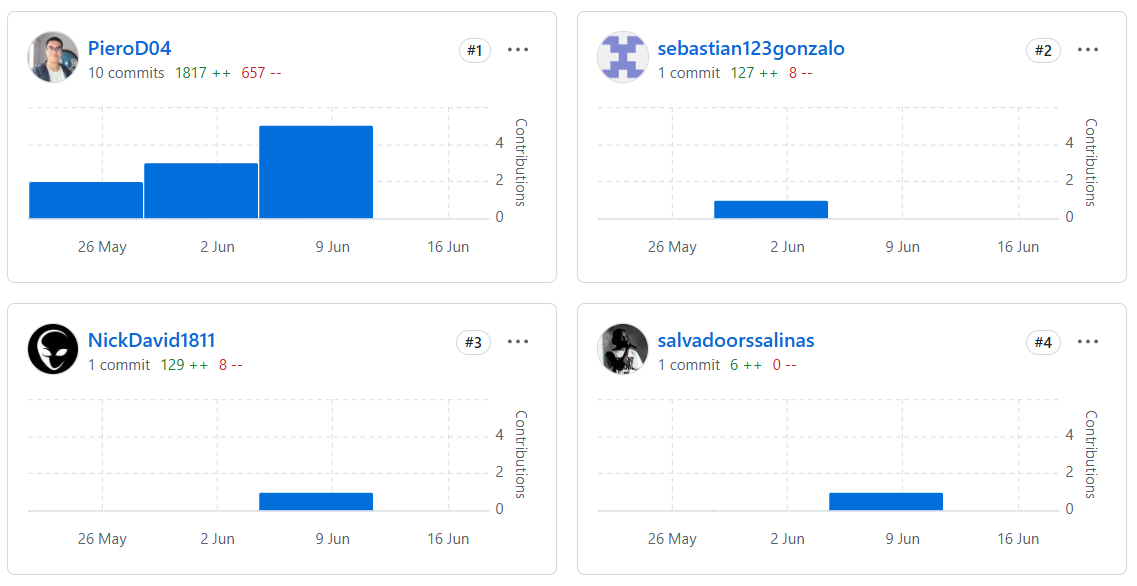 PieroD04
#1
10 commits 1817 ++ 657 --
Contributions
4
2
0
26 May 2 Jun 9 Jun 16 Jun
sebastian123gonzalo
#2
1 commit 127 ++ 8 --
Contributions
4
2
0
26 May 2 Jun 9 Jun 16 Jun
NickDavid1811
#3
1 commit 129 ++ 8 --
Contributions
4
2
0
26 May 2 Jun 9 Jun 16 Jun
salvadoorssalinas
#4
1 commit 6 ++ 0 --
Contributions
4
2
0
26 May 2 Jun 9 Jun 16 Jun